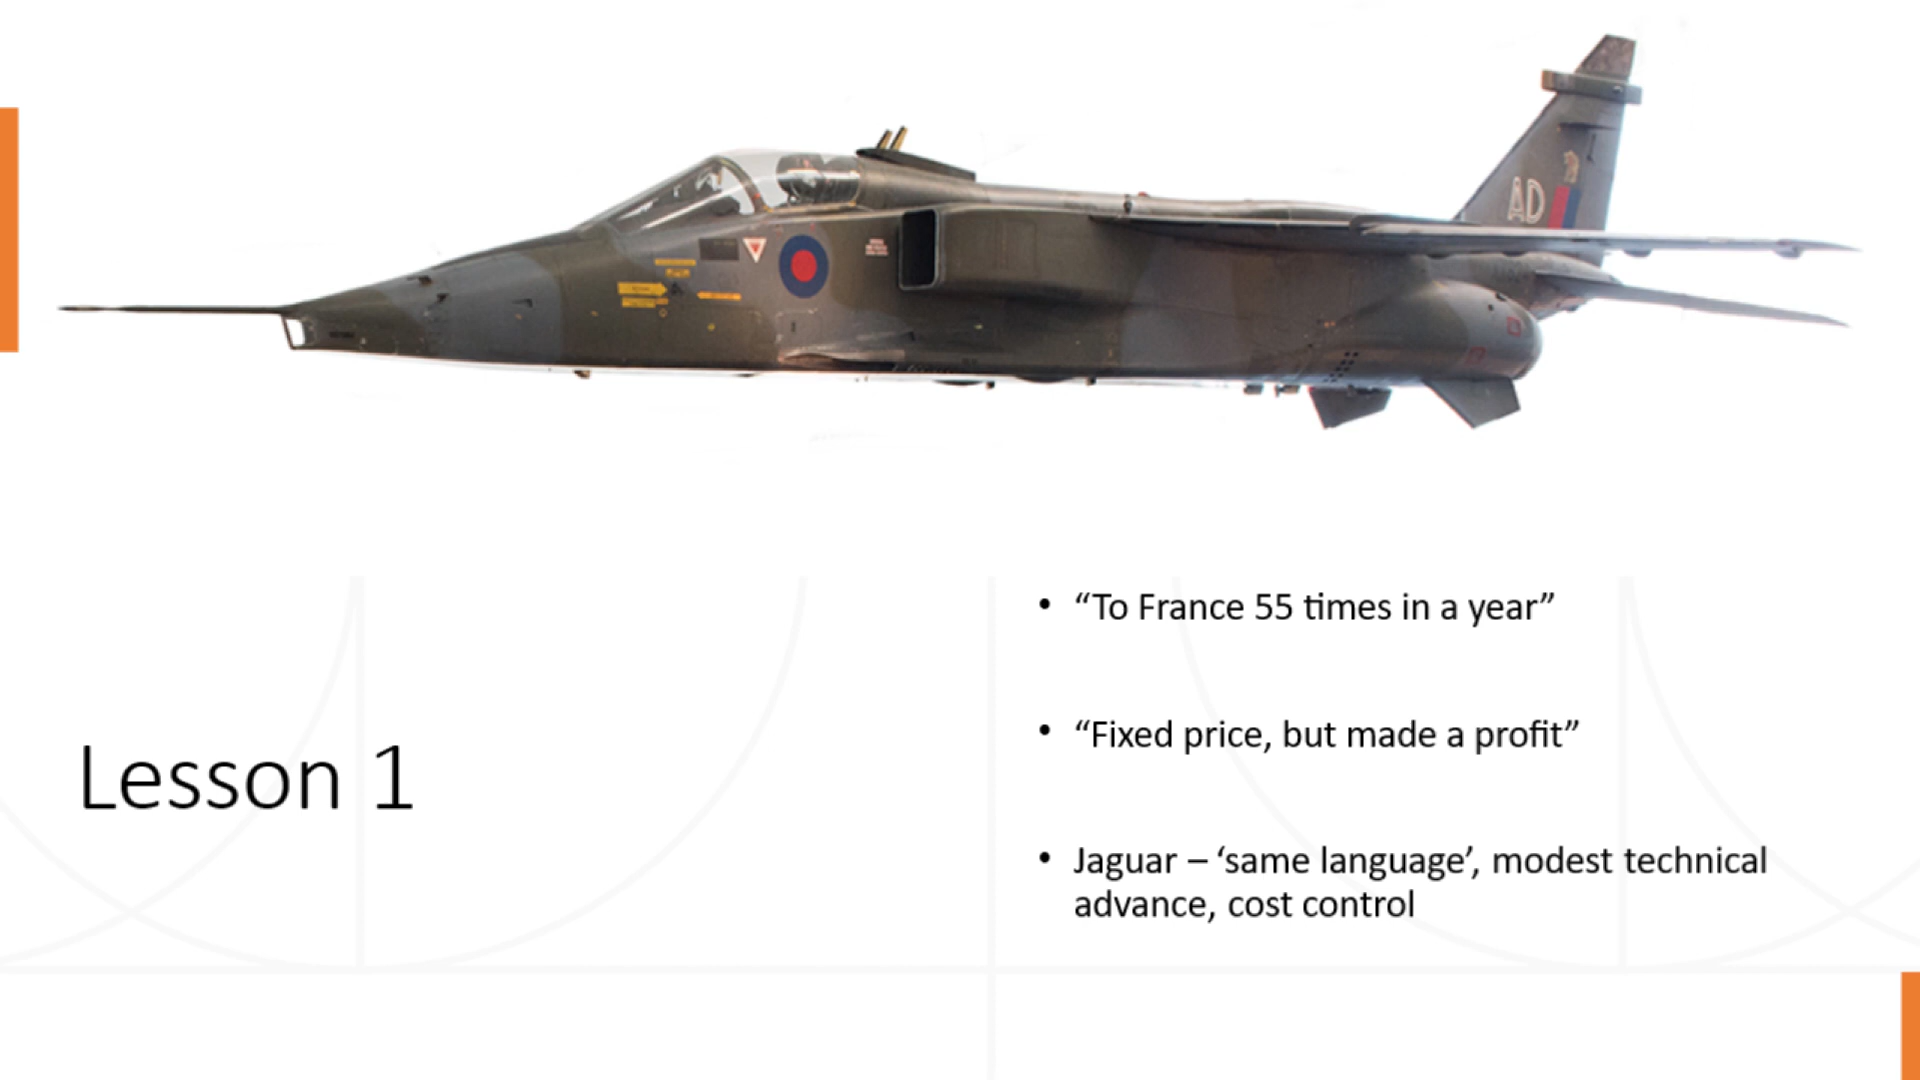 AD
“To France 55 times in a year”
“Fixed price, but made a profit”
Lesson 1
Jaguar – ‘same language’, modest technical
advance, cost control